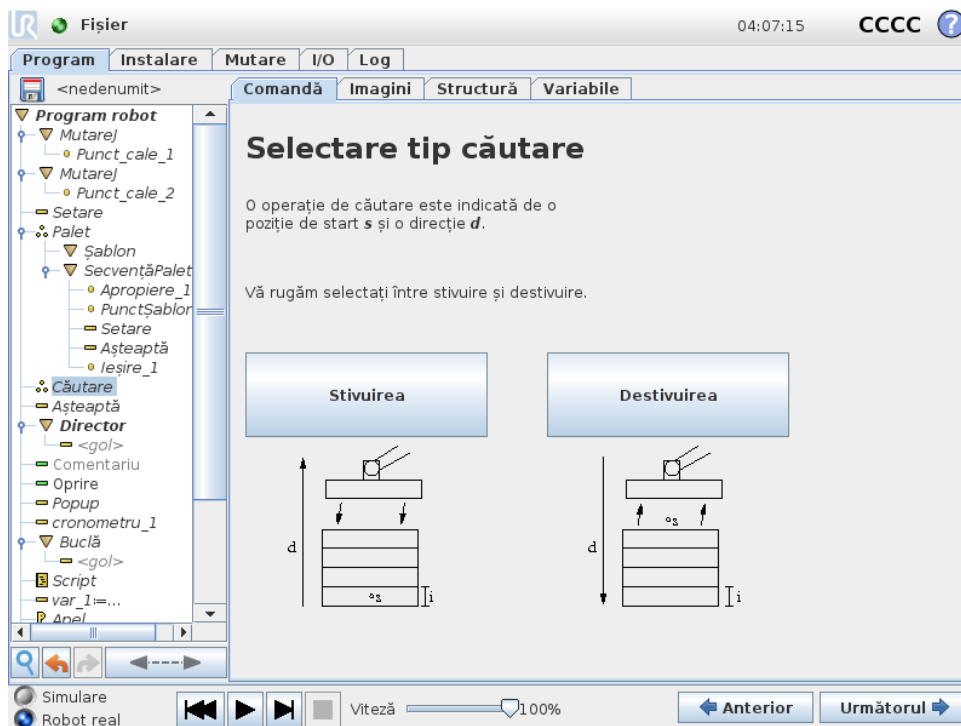 UR Fișier 04:07:15 CCCC ?
Program Instalare Mutare I/O Log
<nedenumit> Comandă Imagini Structură Variabile
Program robot
MutareJ
Punct_cale_1
MutareJ
Punct_cale_2
Setare
Palet
Șablon
SecvențăPalet
Apropiere_1
PunctȘablon
Setare
Așteaptă
Ieșire_1
Căutare
Așteaptă
Director
<gol>
Comentariu
Oprire
Popup
cronometru_1
Buclă
<gol>
Script
var_1:=...
Apel
Selectare tip căutare
O operație de căutare este indicată de o
poziție de start s și o direcție d.
Vă rugăm selectați între stivuire și destivuire.
Stivuirea Destivuirea
d s i
d s i
Simulare
Robot real
Viteză 100%
Anterior Următorul